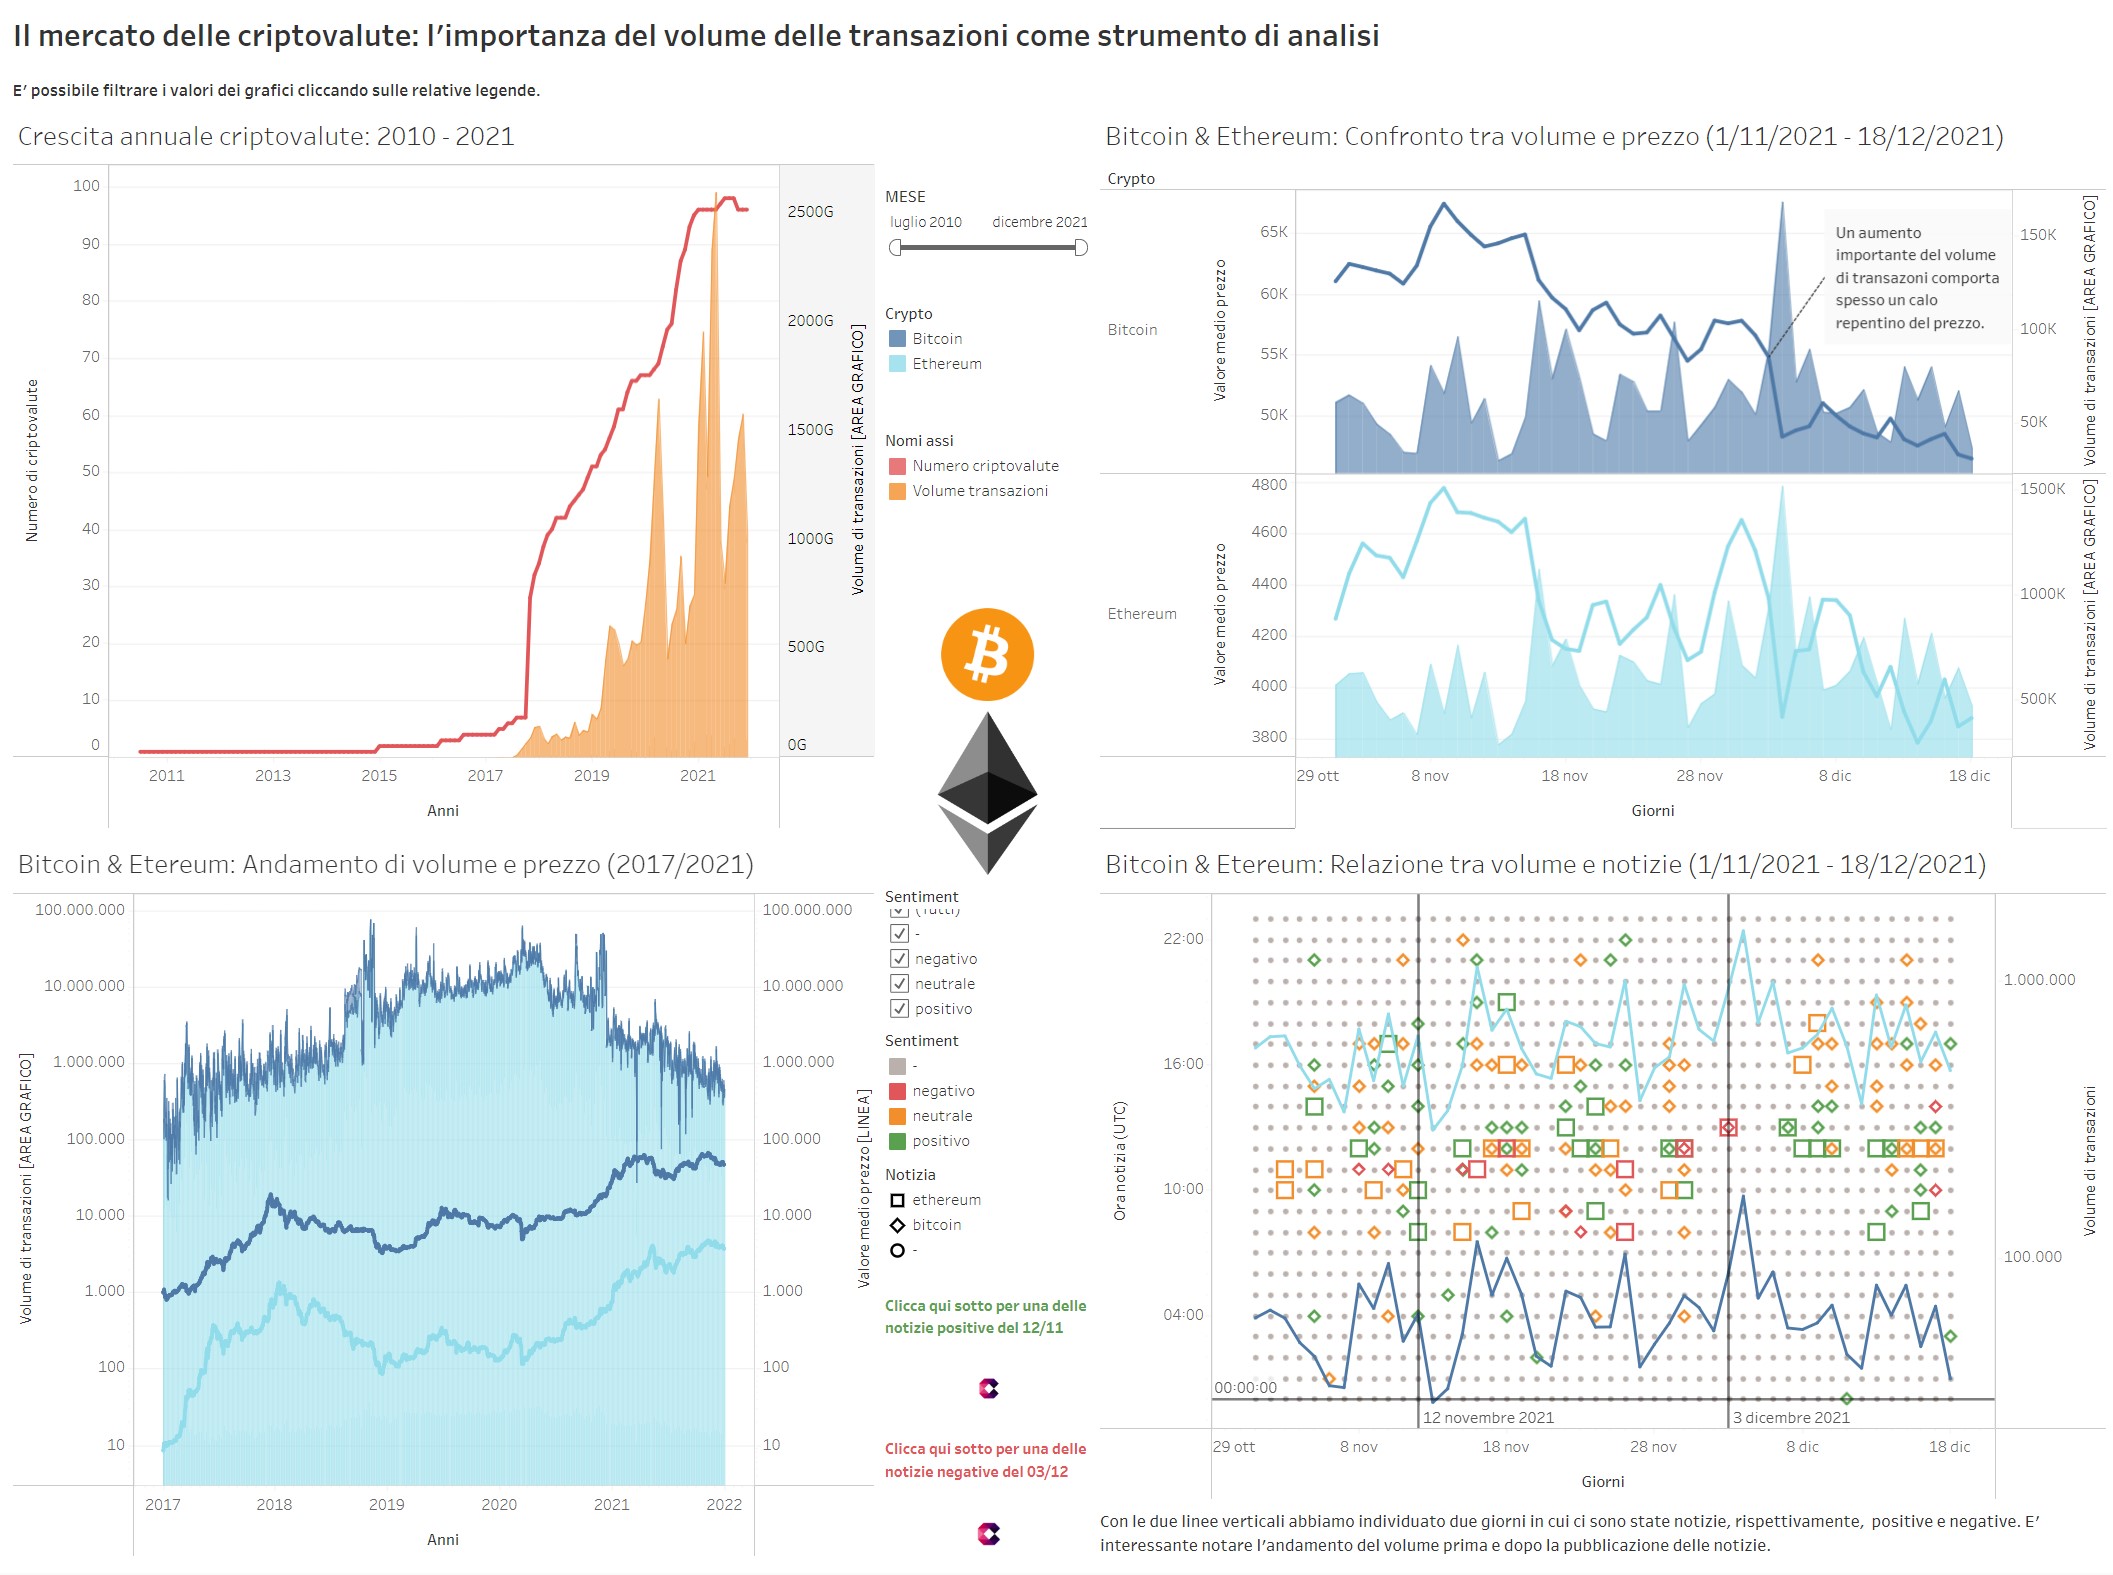 Il mercato delle criptovalute: l'importanza del volume delle transazioni come strumento di analisi
E' possibile filtrare i valori dei grafici cliccando sulle relative legende.
Crescita annuale criptovalute: 2010 - 2021
Numero di criptovalute
100
90
80
70
60
50
40
30
20
10
0
2500G
2000G
1500G
1000G
500G
0G
Volume di transazioni [AREA GRAFICO]
2011
2013
2015
2017
2019
2021
Anni
MESE
luglio 2010
dicembre 2021
Crypto
Bitcoin
Ethereum
Nomi assi
Numero criptovalute
Volume transazioni
Bitcoin & Ethereum: Confronto tra volume e prezzo (1/11/2021 - 18/12/2021)
Crypto
Bitcoin
Valore medio prezzo
65K
60K
55K
50K
Un aumento
importante del volume
di transazoni comporta
spesso un calo
repentino del prezzo.
150K
100K
50K
Volume di transazioni [AREA GRAFICO]
Ethereum
Valore medio prezzo
4800
4600
4400
4200
4000
3800
1500K
1000K
500K
Volume di transazioni [AREA GRAFICO]
29 ott
8 nov
18 nov
28 nov
8 dic
18 dic
Giorni
Bitcoin & Etereum: Andamento di volume e prezzo (2017/2021)
Volume di transazioni [AREA GRAFICO]
100.000.000
10.000.000
1.000.000
100.000
10.000
1.000
100
10
100.000.000
10.000.000
1.000.000
100.000
10.000
1.000
100
10
Valore medio prezzo [LINEA]
2017
2018
2019
2020
2021
2022
Anni
Sentiment
(Tutti)
-
negativo
neutrale
positivo
Sentiment
-
negativo
neutrale
positivo
Notizia
ethereum
bitcoin
-
Clicca qui sotto per una delle
notizie positive del 12/11
Clicca qui sotto per una delle
notizie negative del 03/12
Bitcoin & Etereum: Relazione tra volume e notizie (1/11/2021 - 18/12/2021)
Ora notizia (UTC)
22:00
16:00
10:00
04:00
00:00:00
12 novembre 2021
3 dicembre 2021
1.000.000
100.000
Volume di transazioni
29 ott
8 nov
18 nov
28 nov
8 dic
18 dic
Giorni
Con le due linee verticali abbiamo individuato due giorni in cui ci sono state notizie, rispettivamente, positive e negative. E'
interessante notare l'andamento del volume prima e dopo la pubblicazione delle notizie.